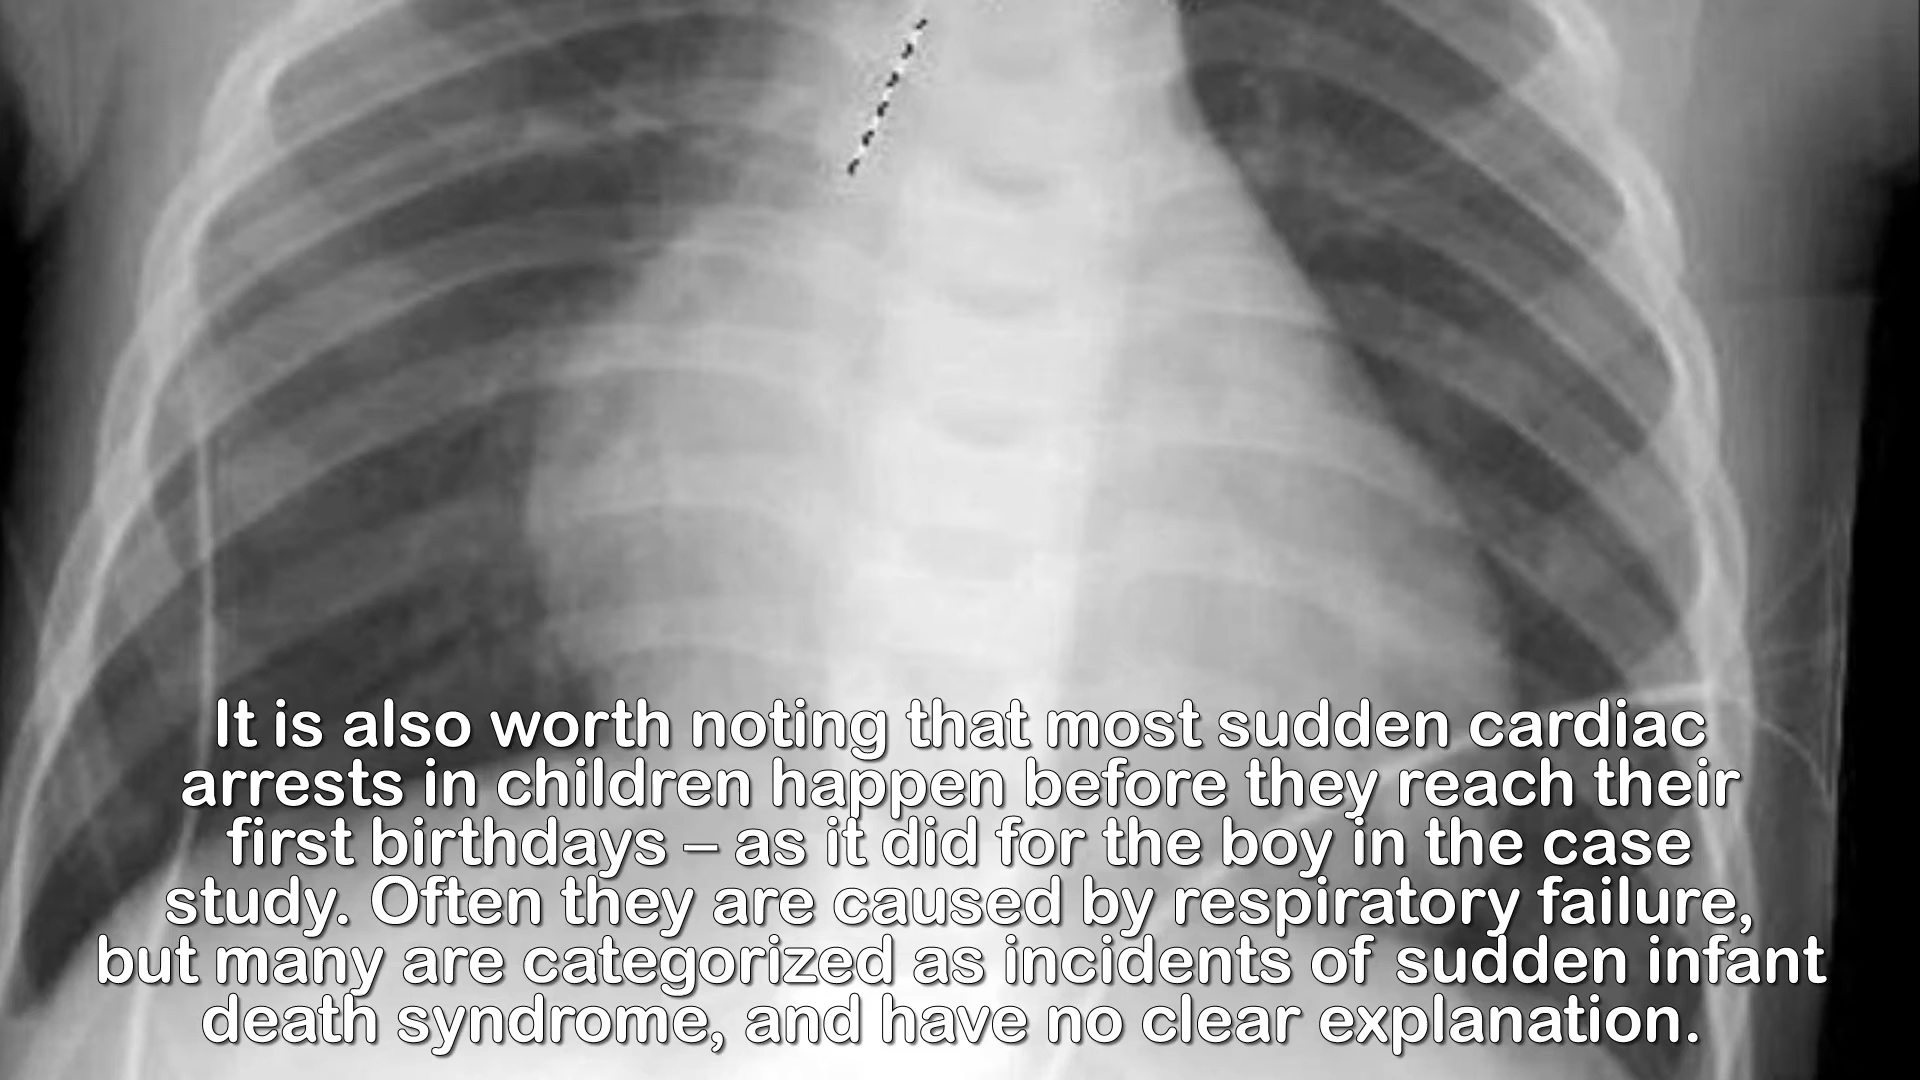 It is also worth noting that most sudden cardiac
arrests in children happen before they reach their
first birthdays – as it did for the boy in the case
study. Often they are caused by respiratory failure,
but many are categorized as incidents of sudden infant
death syndrome, and have no clear explanation.